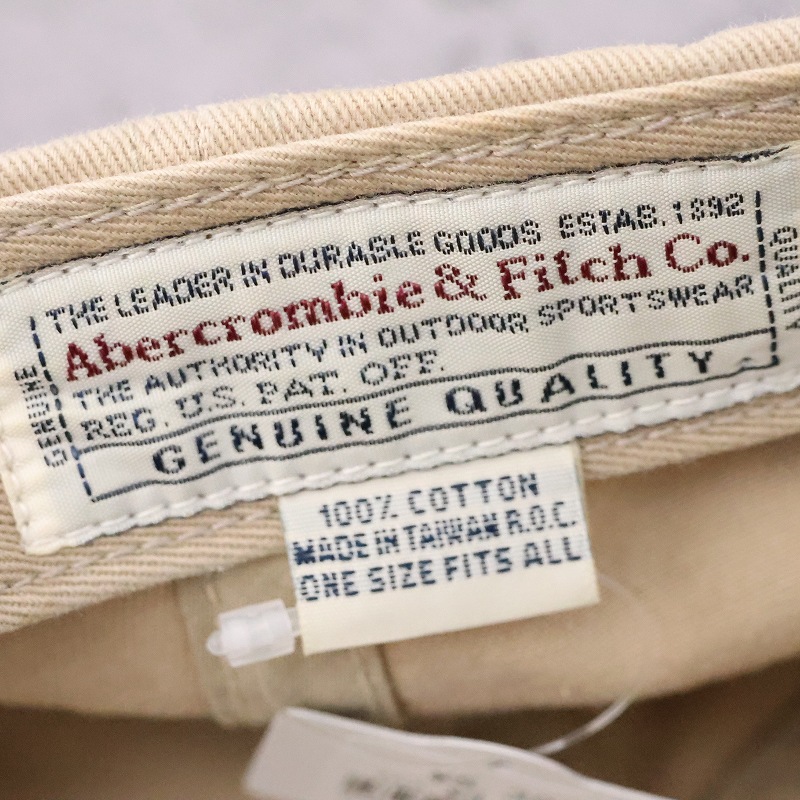 THE LEADER IN DURABLE GOODS ESTAB. 1892
Abercrombie & Fitch Co.
THE AUTHORITY IN OUTDOOR SPORTSWEAR
REG. U.S. PAT. OFF.
GENUINE QUALITY
GENUINE
100% COTTON
MADE IN TAIWAN R.O.C.
ONE SIZE FITS ALL